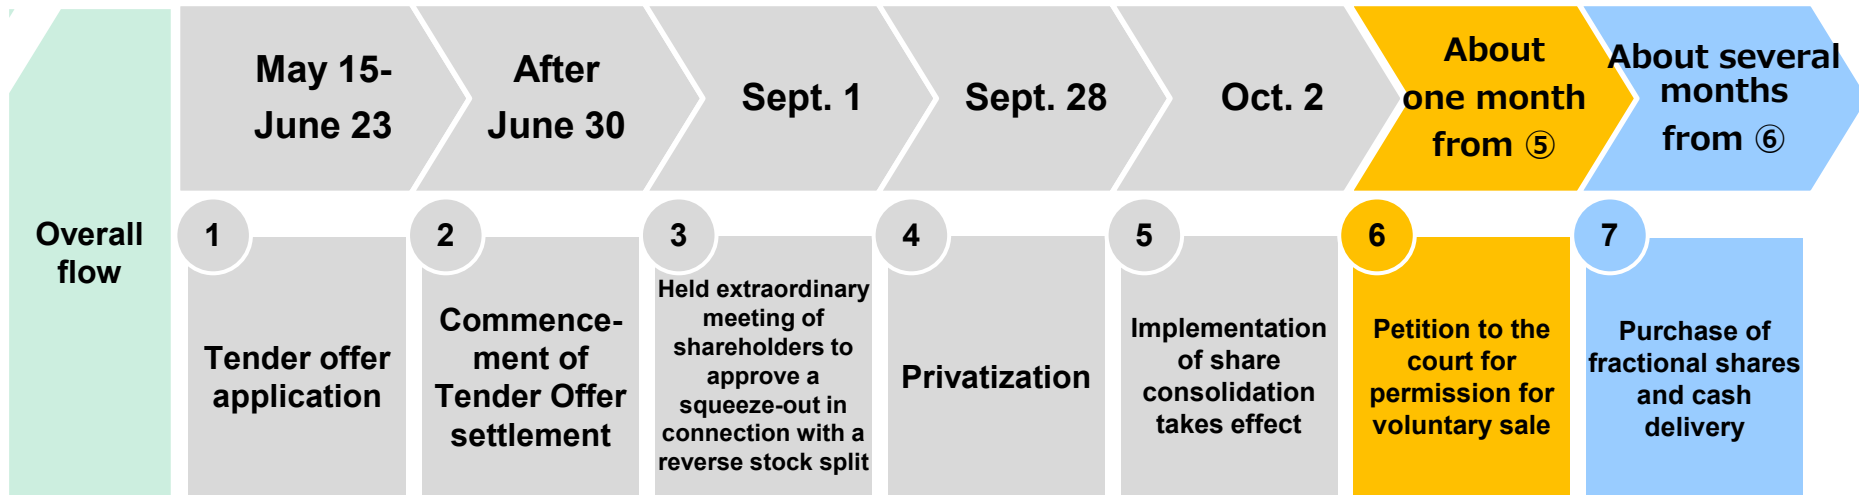 Overall
flow
May 15-
June 23
After
June 30
Sept. 1
Sept. 28
Oct. 2
About
one month
from ⑤
About several
months
from ⑥
1
Tender offer
application
2
Commence-
ment of
Tender Offer
settlement
3
Held extraordinary
meeting of
shareholders to
approve a
squeeze-out in
connection with a
reverse stock split
4
Privatization
5
Implementation
of share
consolidation
takes effect
6
Petition to the
court for
permission for
voluntary sale
7
Purchase of
fractional shares
and cash
delivery